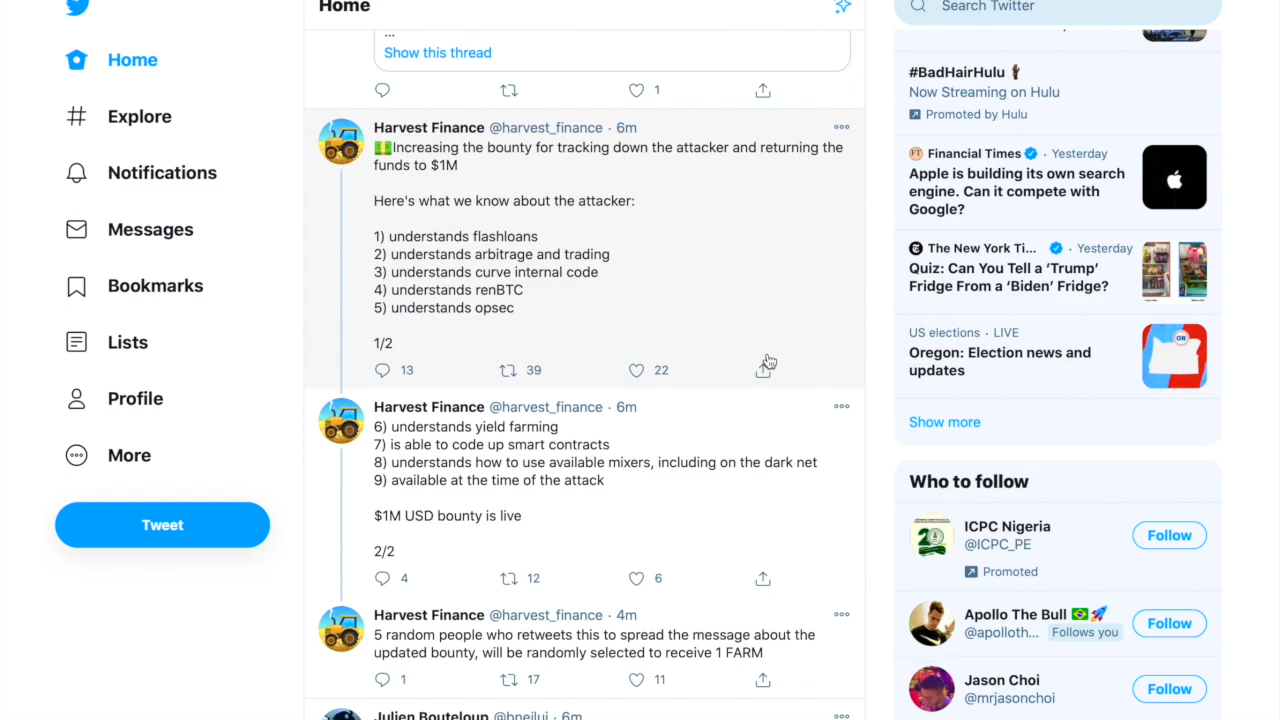 Home
Explore
Notifications
Messages
Bookmarks
Lists
Profile
More
Tweet
Home
...
Show this thread
1
Harvest Finance @harvest_finance · 6m
💵Increasing the bounty for tracking down the attacker and returning the
funds to $1M
Here's what we know about the attacker:
1) understands flashloans
2) understands arbitrage and trading
3) understands curve internal code
4) understands renBTC
5) understands opsec
1/2
13 39 22
Harvest Finance @harvest_finance · 6m
6) understands yield farming
7) is able to code up smart contracts
8) understands how to use available mixers, including on the dark net
9) available at the time of the attack
$1M USD bounty is live
2/2
4 12 6
Harvest Finance @harvest_finance · 4m
5 random people who retweets this to spread the message about the
updated bounty, will be randomly selected to receive 1 FARM
1 17 11
Julien Bouteloup @bneiluj · 6m
Search Twitter
#BadHairHulu
Now Streaming on Hulu
Promoted by Hulu
FT Financial Times · Yesterday
Apple is building its own search
engine. Can it compete with
Google?
The New York Ti... · Yesterday
Quiz: Can You Tell a ‘Trump’
Fridge From a ‘Biden’ Fridge?
US elections · LIVE
Oregon: Election news and
updates
OR
Show more
Who to follow
ICPC Nigeria
@ICPC_PE
Promoted
Follow
Apollo The Bull 🇧🇷🚀
@apolloth... Follows you
Follow
Jason Choi
@mrjasonchoi
Follow